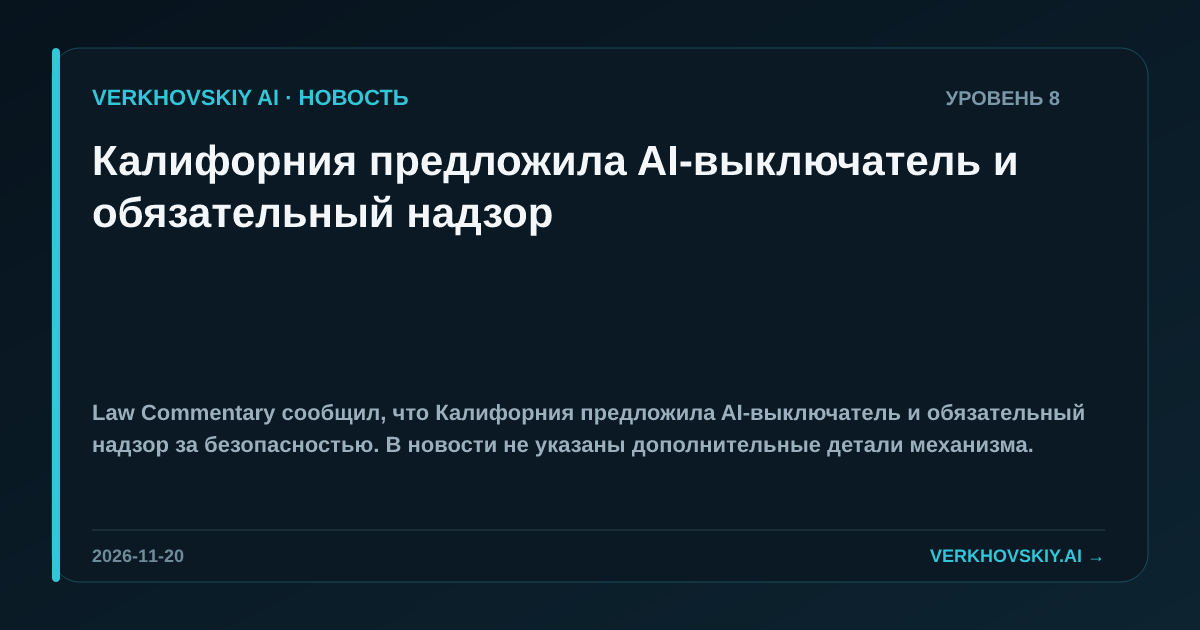 VERKHOVSKIY AI · НОВОСТЬ
УРОВЕНЬ 8
Калифорния предложила AI-выключатель и
обязательный надзор
Law Commentary сообщил, что Калифорния предложила AI-выключатель и обязательный
надзор за безопасностью. В новости не указаны дополнительные детали механизма.
2026-11-20
VERKHOVSKIY.AI →